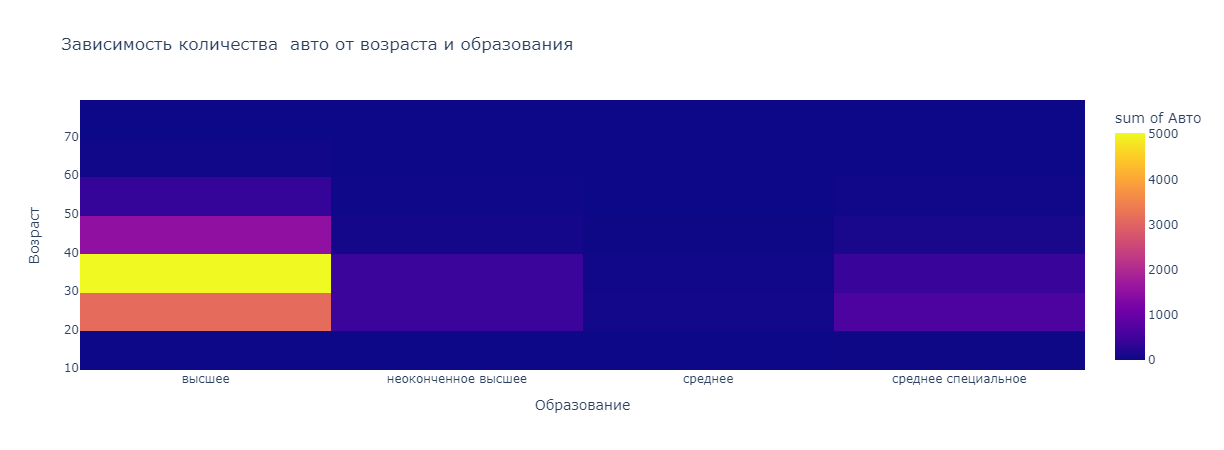 Зависимость количества  авто от возраста и образования
sum of Авто
5000
4000
3000
2000
1000
0
Возраст
70
60
50
40
30
20
10
высшее
неоконченное высшее
среднее
среднее специальное
Образование